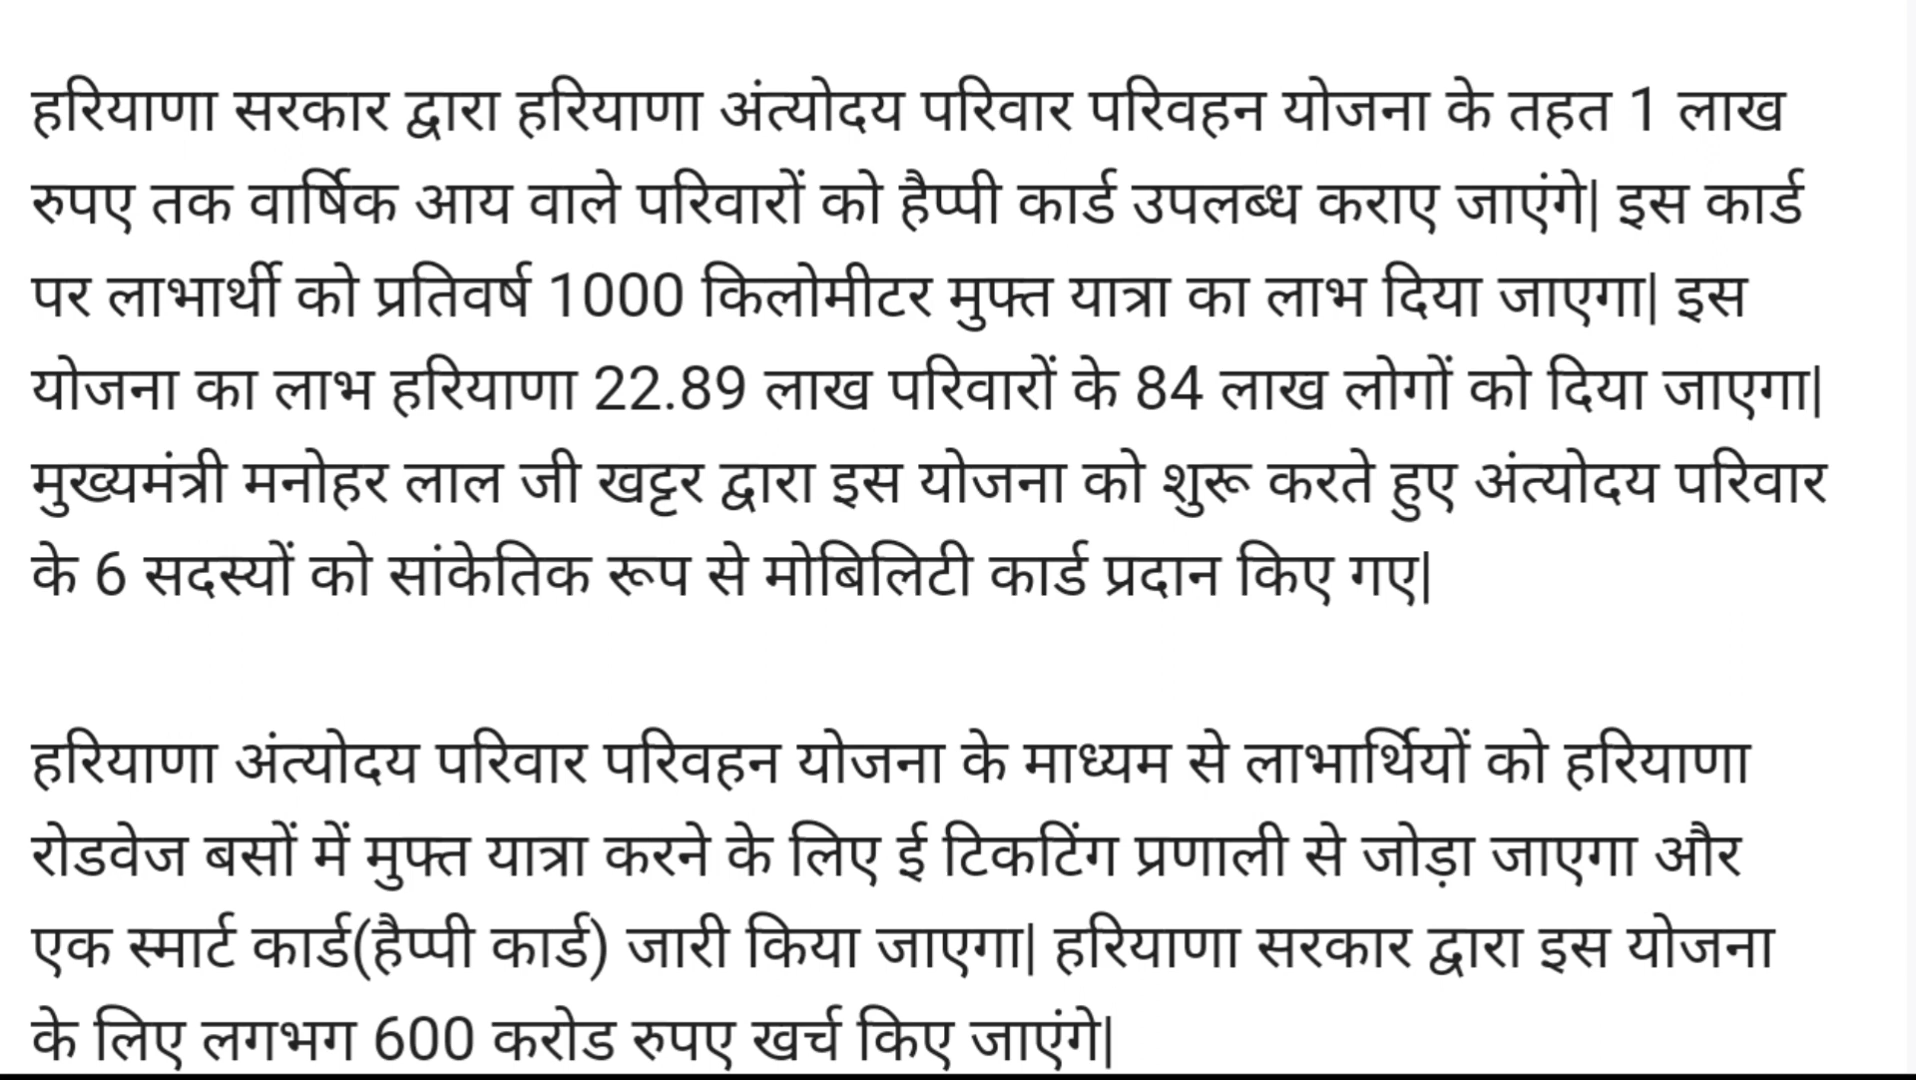 हरियाणा सरकार द्वारा हरियाणा अंत्योदय परिवार परिवहन योजना के तहत 1 लाख
रुपए तक वार्षिक आय वाले परिवारों को हैप्पी कार्ड उपलब्ध कराए जाएंगे| इस कार्ड
पर लाभार्थी को प्रतिवर्ष 1000 किलोमीटर मुफ्त यात्रा का लाभ दिया जाएगा| इस
योजना का लाभ हरियाणा 22.89 लाख परिवारों के 84 लाख लोगों को दिया जाएगा|
मुख्यमंत्री मनोहर लाल जी खट्टर द्वारा इस योजना को शुरू करते हुए अंत्योदय परिवार
के 6 सदस्यों को सांकेतिक रूप से मोबिलिटी कार्ड प्रदान किए गए|
हरियाणा अंत्योदय परिवार परिवहन योजना के माध्यम से लाभार्थियों को हरियाणा
रोडवेज बसों में मुफ्त यात्रा करने के लिए ई टिकटिंग प्रणाली से जोड़ा जाएगा और
एक स्मार्ट कार्ड(हैप्पी कार्ड) जारी किया जाएगा| हरियाणा सरकार द्वारा इस योजना
के लिए लगभग 600 करोड रुपए खर्च किए जाएंगे|